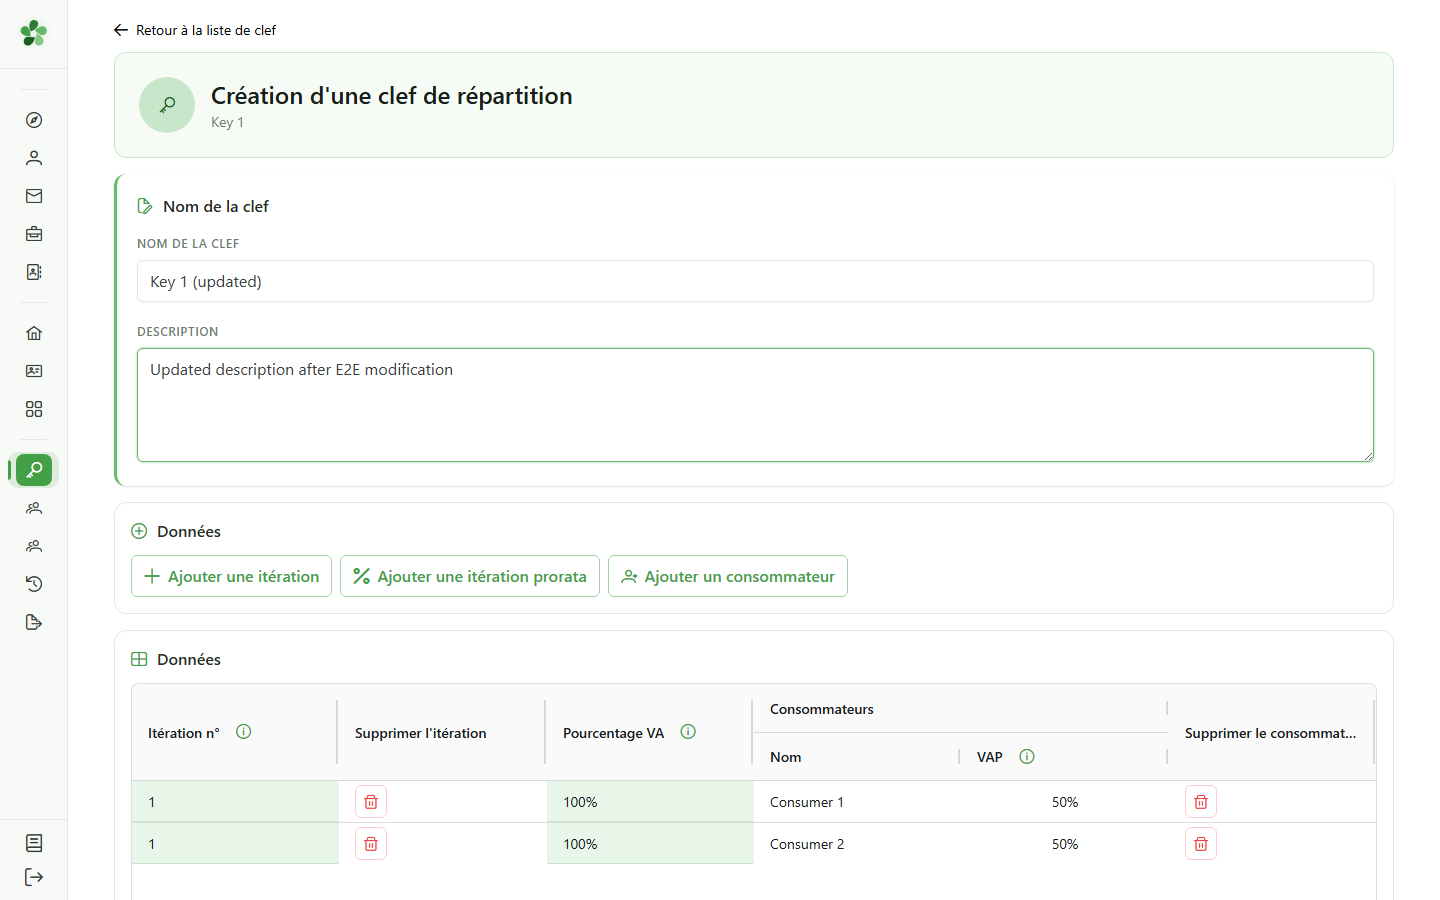 Retour à la liste de clef
Création d'une clef de répartition
Key 1
Nom de la clef
NOM DE LA CLEF
Key 1 (updated)
DESCRIPTION
Updated description after E2E modification
Données
Ajouter une itération
Ajouter une itération prorata
Ajouter un consommateur
Données
Itération n°
Supprimer l'itération
Pourcentage VA
Consommateurs
Nom
VAP
Supprimer le consommat...
1 100% Consumer 1 50%
1 100% Consumer 2 50%